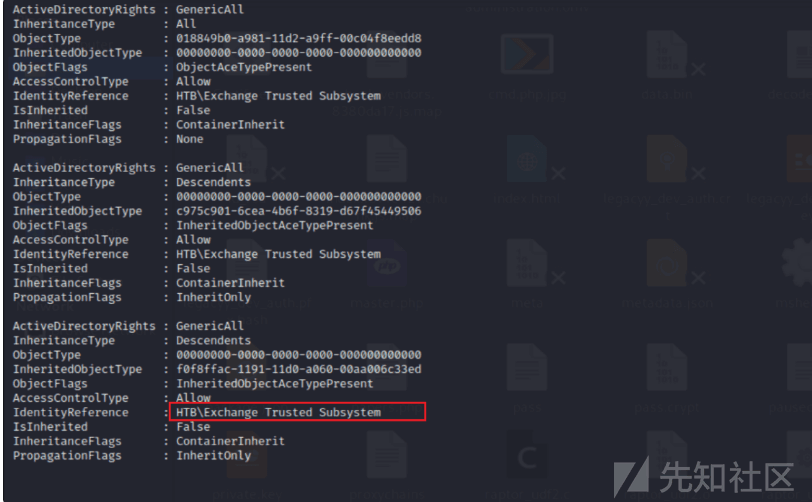 ActiveDirectoryRights : GenericAll
InheritanceType       : All
ObjectType            : 018849b0-a981-11d2-a9ff-00c04f8eedd8
InheritedObjectType   : 00000000-0000-0000-0000-000000000000
ObjectFlags           : ObjectAceTypePresent
AccessControlType     : Allow
IdentityReference     : HTB\Exchange Trusted Subsystem
IsInherited           : False
InheritanceFlags      : ContainerInherit
PropagationFlags      : None

ActiveDirectoryRights : GenericAll
InheritanceType       : Descendents
ObjectType            : 00000000-0000-0000-0000-000000000000
InheritedObjectType   : c975c901-6cea-4b6f-8319-d67f45449506
ObjectFlags           : InheritedObjectAceTypePresent
AccessControlType     : Allow
IdentityReference     : HTB\Exchange Trusted Subsystem
IsInherited           : False
InheritanceFlags      : ContainerInherit
PropagationFlags      : InheritOnly

ActiveDirectoryRights : GenericAll
InheritanceType       : Descendents
ObjectType            : 00000000-0000-0000-0000-000000000000
InheritedObjectType   : f0f8ffac-1191-11d0-a060-00aa006c33ed
ObjectFlags           : InheritedObjectAceTypePresent
AccessControlType     : Allow
IdentityReference     : HTB\Exchange Trusted Subsystem
IsInherited           : False
InheritanceFlags      : ContainerInherit
PropagationFlags      : InheritOnly
先知社区